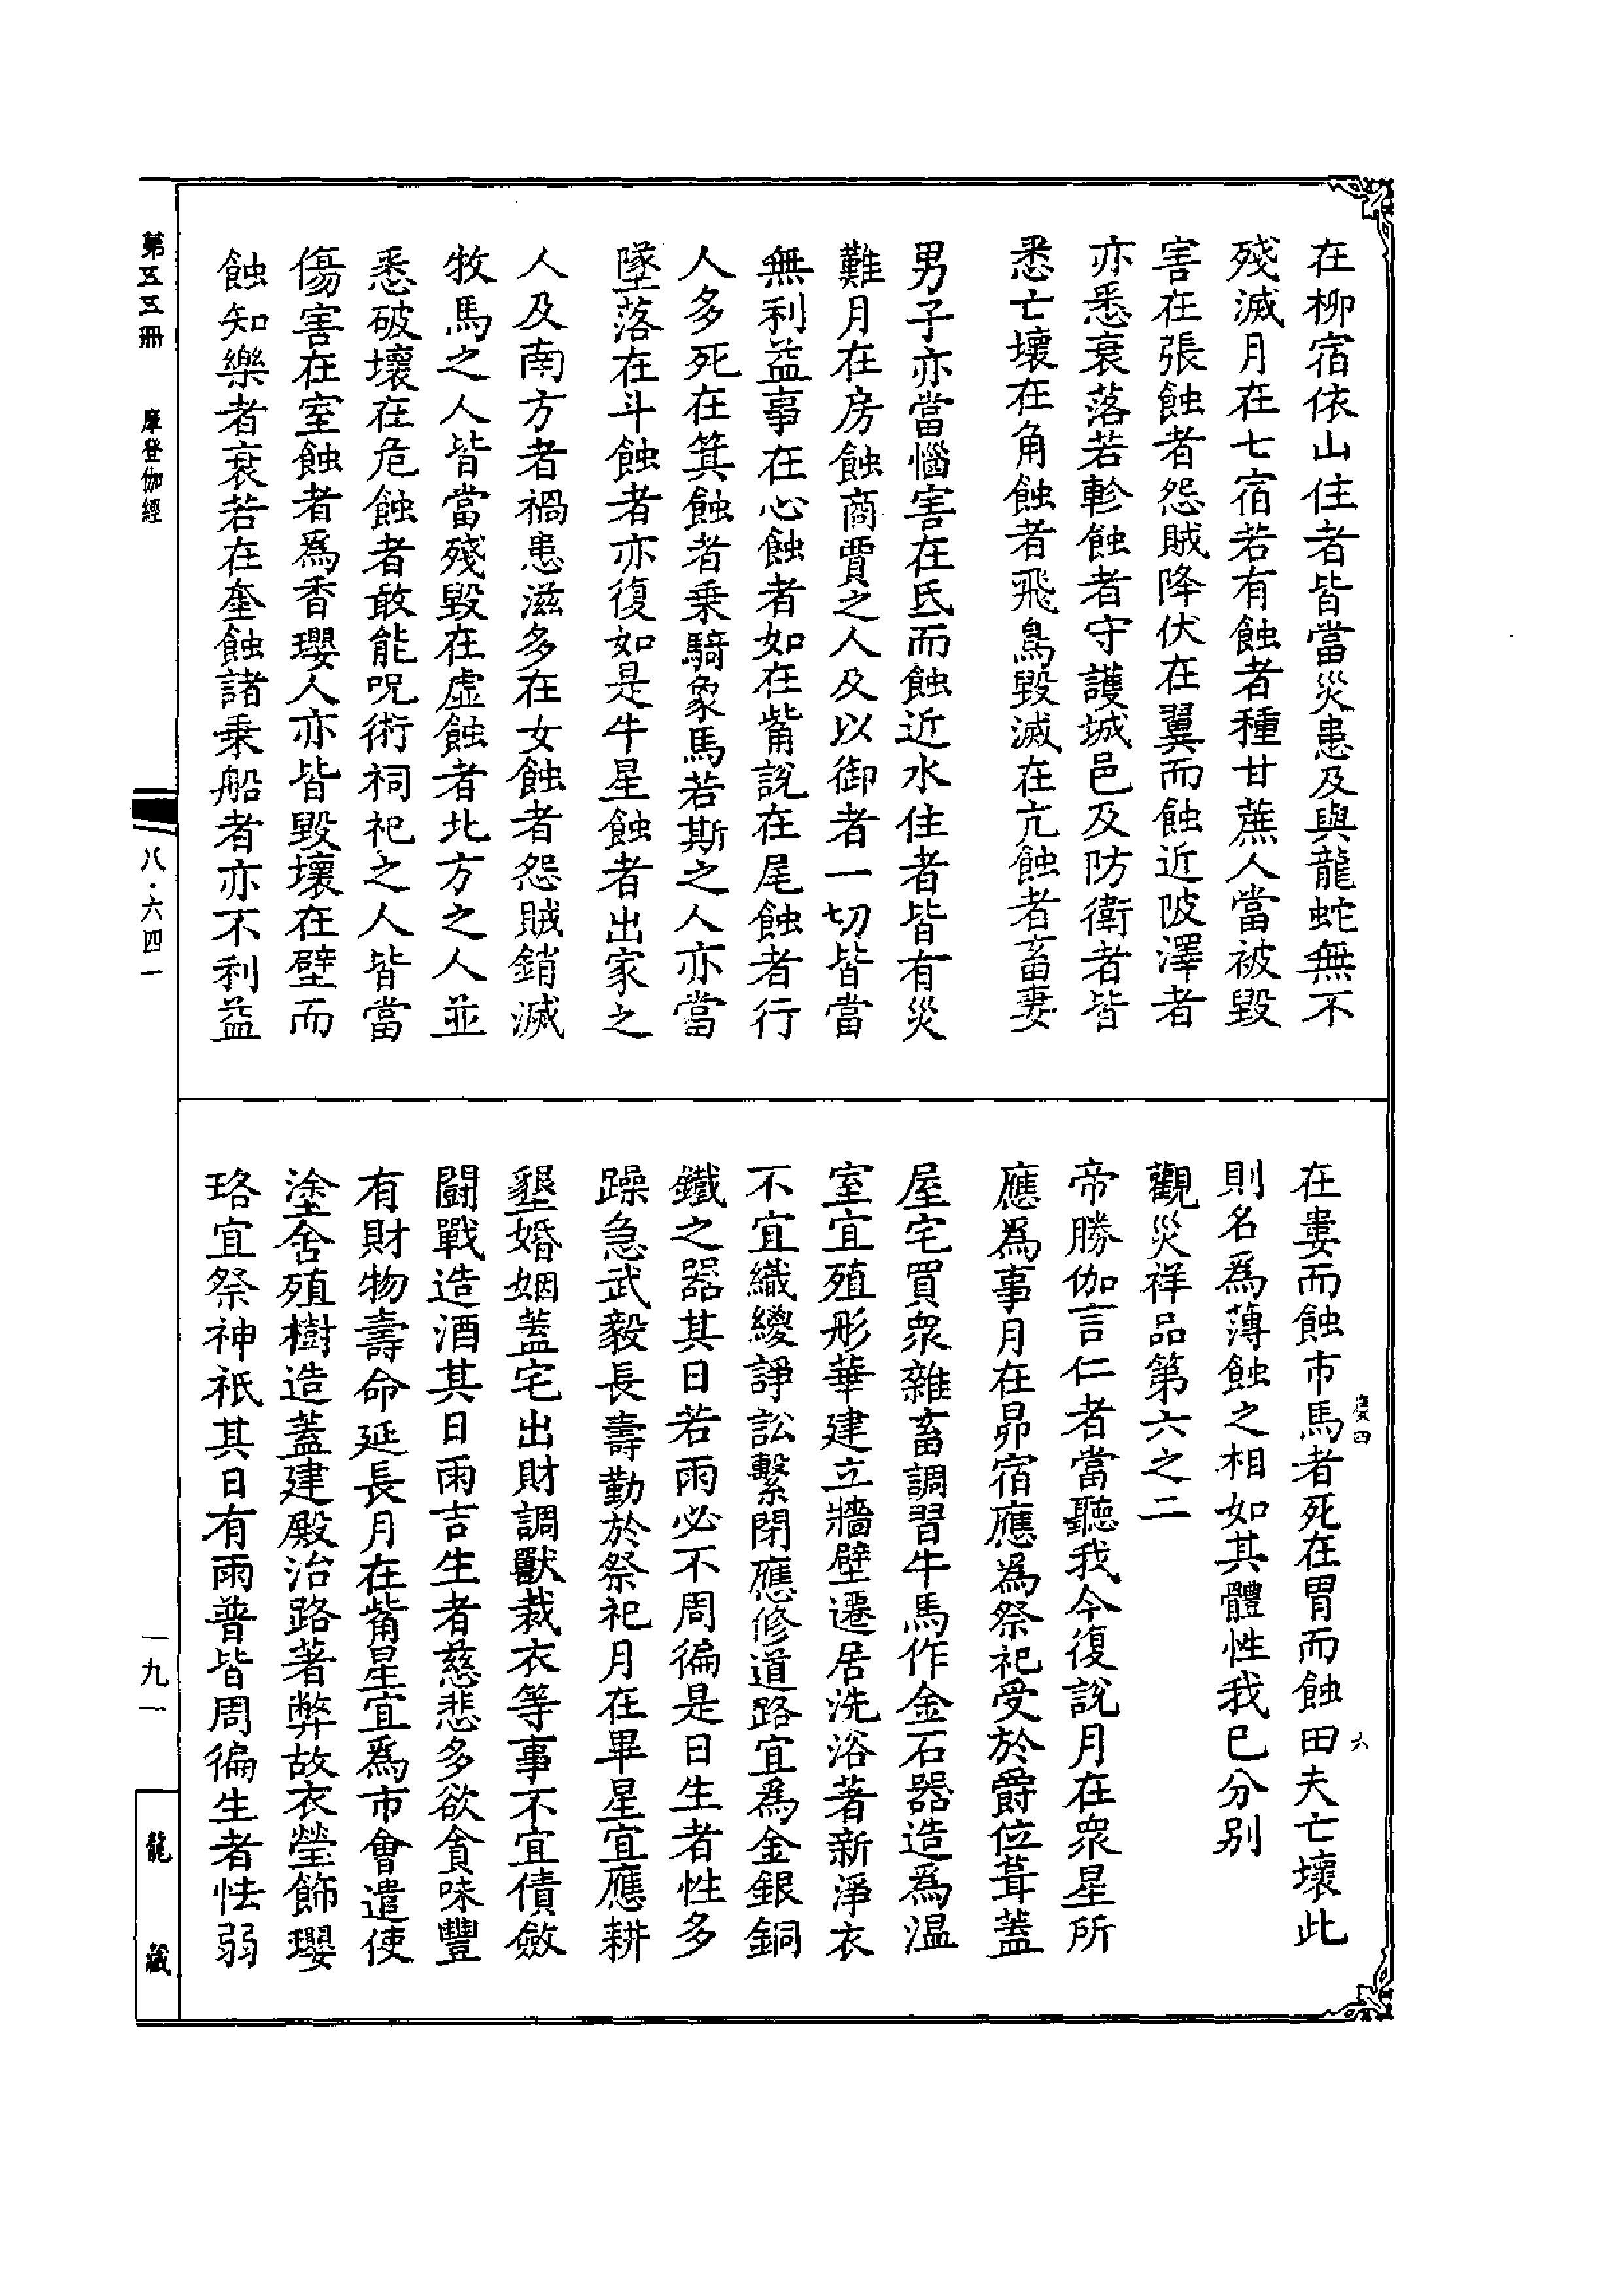 在柳宿依山住者皆當災患及與龍蛇無不
殘滅月在七宿若有蝕者種甘蔗人當被毀
害在張蝕者怨賊降伏在翼而蝕近陂澤者
亦悉衰落若軫蝕者守護城邑及防衛者皆
悉亡壞在角蝕者飛鳥毀滅在亢蝕者畜妻
男子亦當惱害在氐而蝕近水住者皆有災
難月在房蝕商賈之人及以御者一切皆當
無利益事在心蝕者如在觜說在尾蝕者行
人多死在箕蝕者乘騎象馬若斯之人亦當
墜落在斗蝕者亦復如是牛星蝕者出家之
人及南方者禍患滋多在女蝕者怨賊銷滅
牧馬之人皆當殘毀在虛蝕者北方之人並
悉破壞在危蝕者敢能呪術祠祀之人皆當
傷害在室蝕者為香瓔人亦皆毀壞在壁而
蝕知樂者衰若在奎蝕諸乘船者亦不利益
在婁而蝕市馬者死在胃而蝕田夫亡壞此
則名為薄蝕之相如其體性我已分別
觀災祥品第六之二
帝勝伽言仁者當聽我今復說月在眾星所
應為事月在昴宿應為祭祀受於爵位葺蓋
屋宅買眾雜畜調習牛馬作金石器造為溫
室宜殖形華建立牆壁遷居洗浴著新淨衣
不宜織纓諍訟繫閉應修道路宜為金銀銅
鐵之器其日若雨必不周徧是日生者性多
躁急武毅長壽勤於祭祀月在畢星宜應耕
墾婚姻蓋宅出財調獸裁衣等事不宜債斂
鬪戰造酒其日雨吉生者慈悲多欲貪味豐
有財物壽命延長月在觜星宜為市會遣使
塗舍殖樹造蓋建殿治路著弊故衣瑩飾瓔
珞宜祭神祇其日有雨普皆周徧生者怯弱
慶四
六
第五五冊
摩登伽經
八·六四一
一九一
龍藏